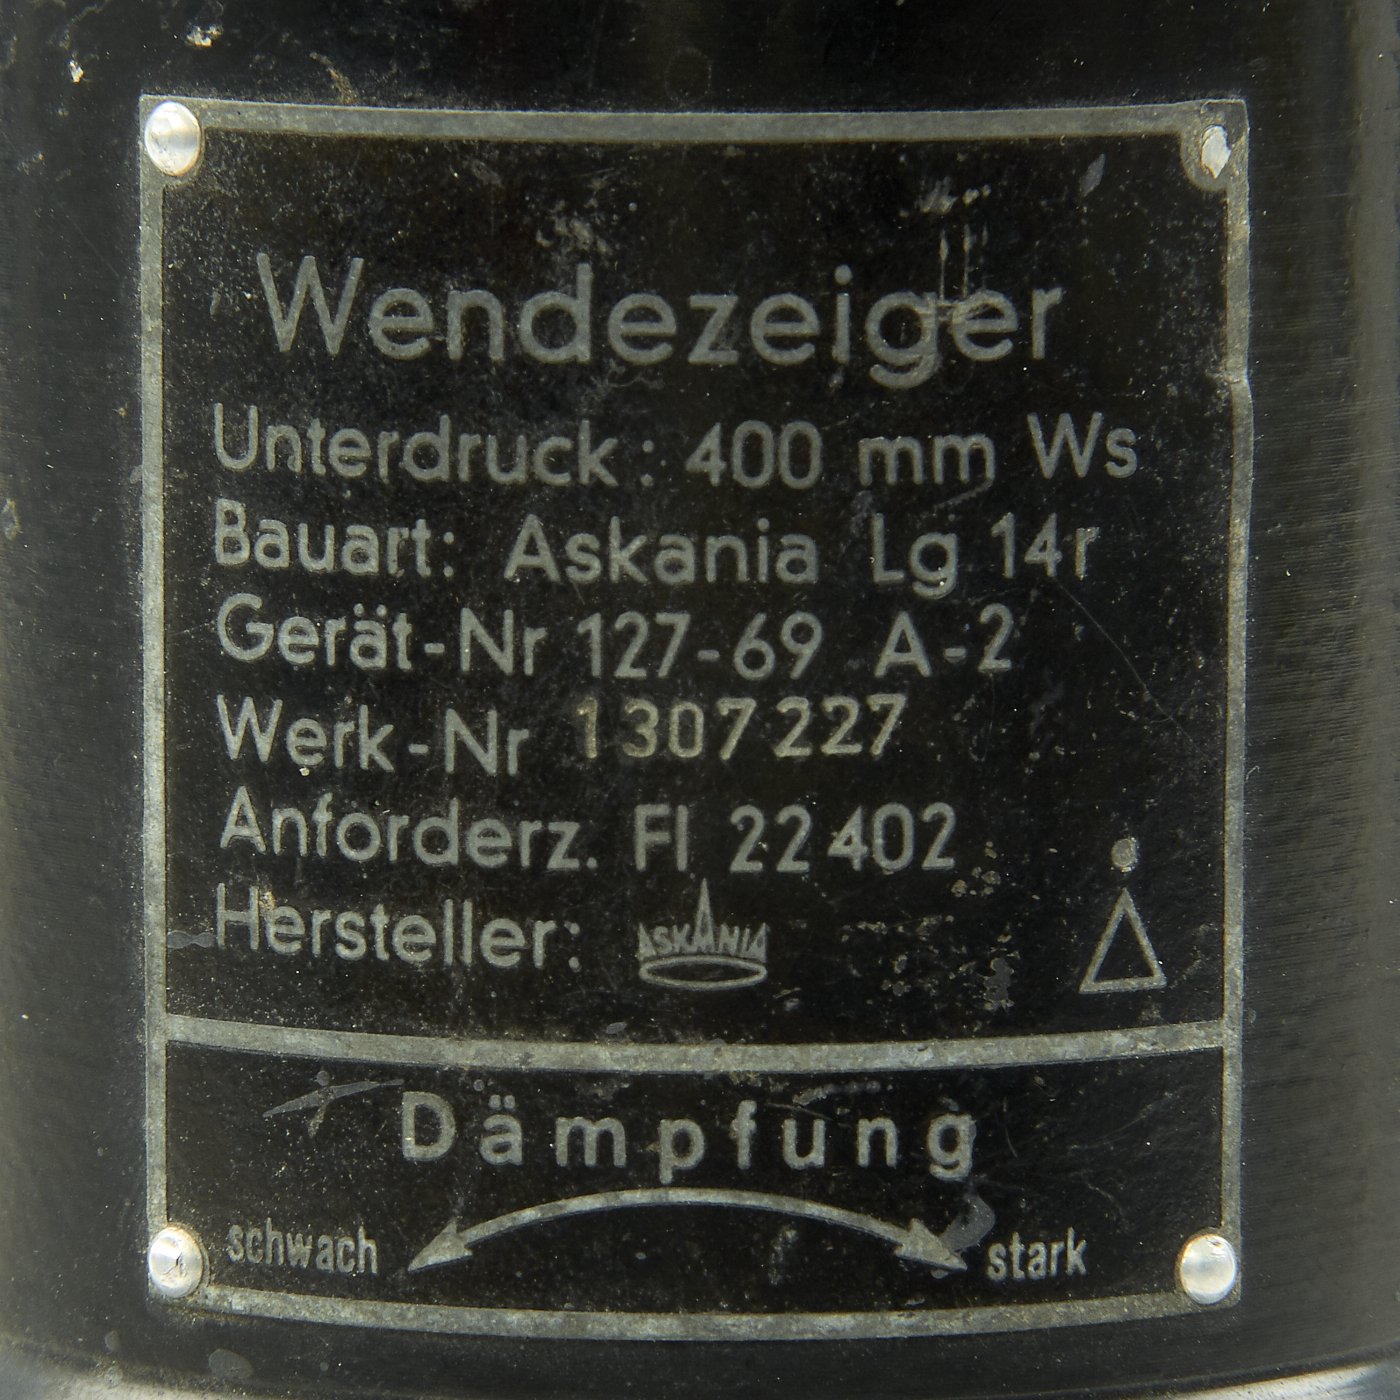 Wendezeiger
Unterdruck: 400 mm Ws
Bauart: Askania Lg 14r
Gerät-Nr 127-69 A-2
Werk-Nr 1307227
Anforderz. Fl 22402
Hersteller: ASKANIA
Dämpfung
schwach stark